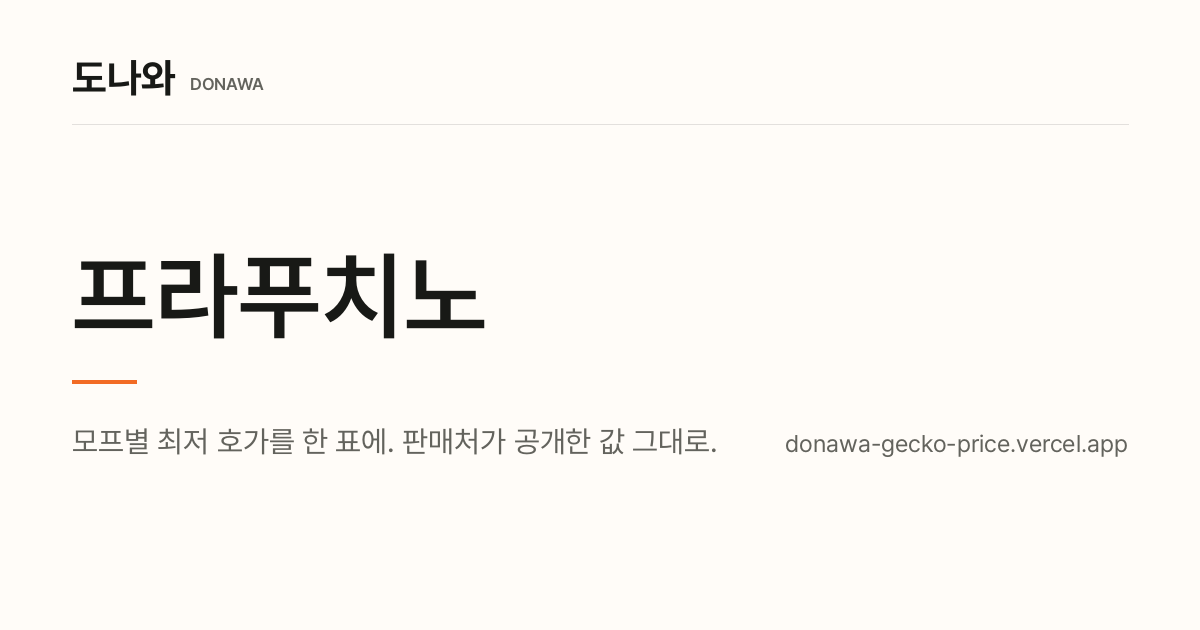 도나와 DONAWA
프라푸치노
모프별 최저 호가를 한 표에. 판매처가 공개한 값 그대로. donawa-gecko-price.vercel.app